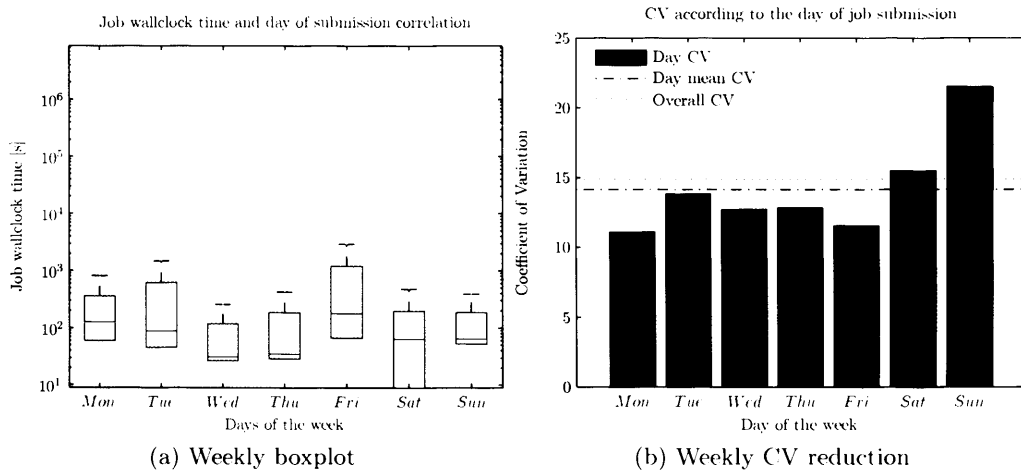 Job wallclock time and day of submission correlation
Job wallclock time [s]
10^6
10^5
10^4
10^3
10^2
10^1
Mon Tue Wed Thu Fri Sat Sun
Days of the week
(a) Weekly boxplot
CV according to the day of job submission
Coefficient of Variation
25
20
15
10
5
0
Day CV
Day mean CV
Overall CV
Mon Tue Wed Thu Fri Sat Sun
Day of the week
(b) Weekly CV reduction